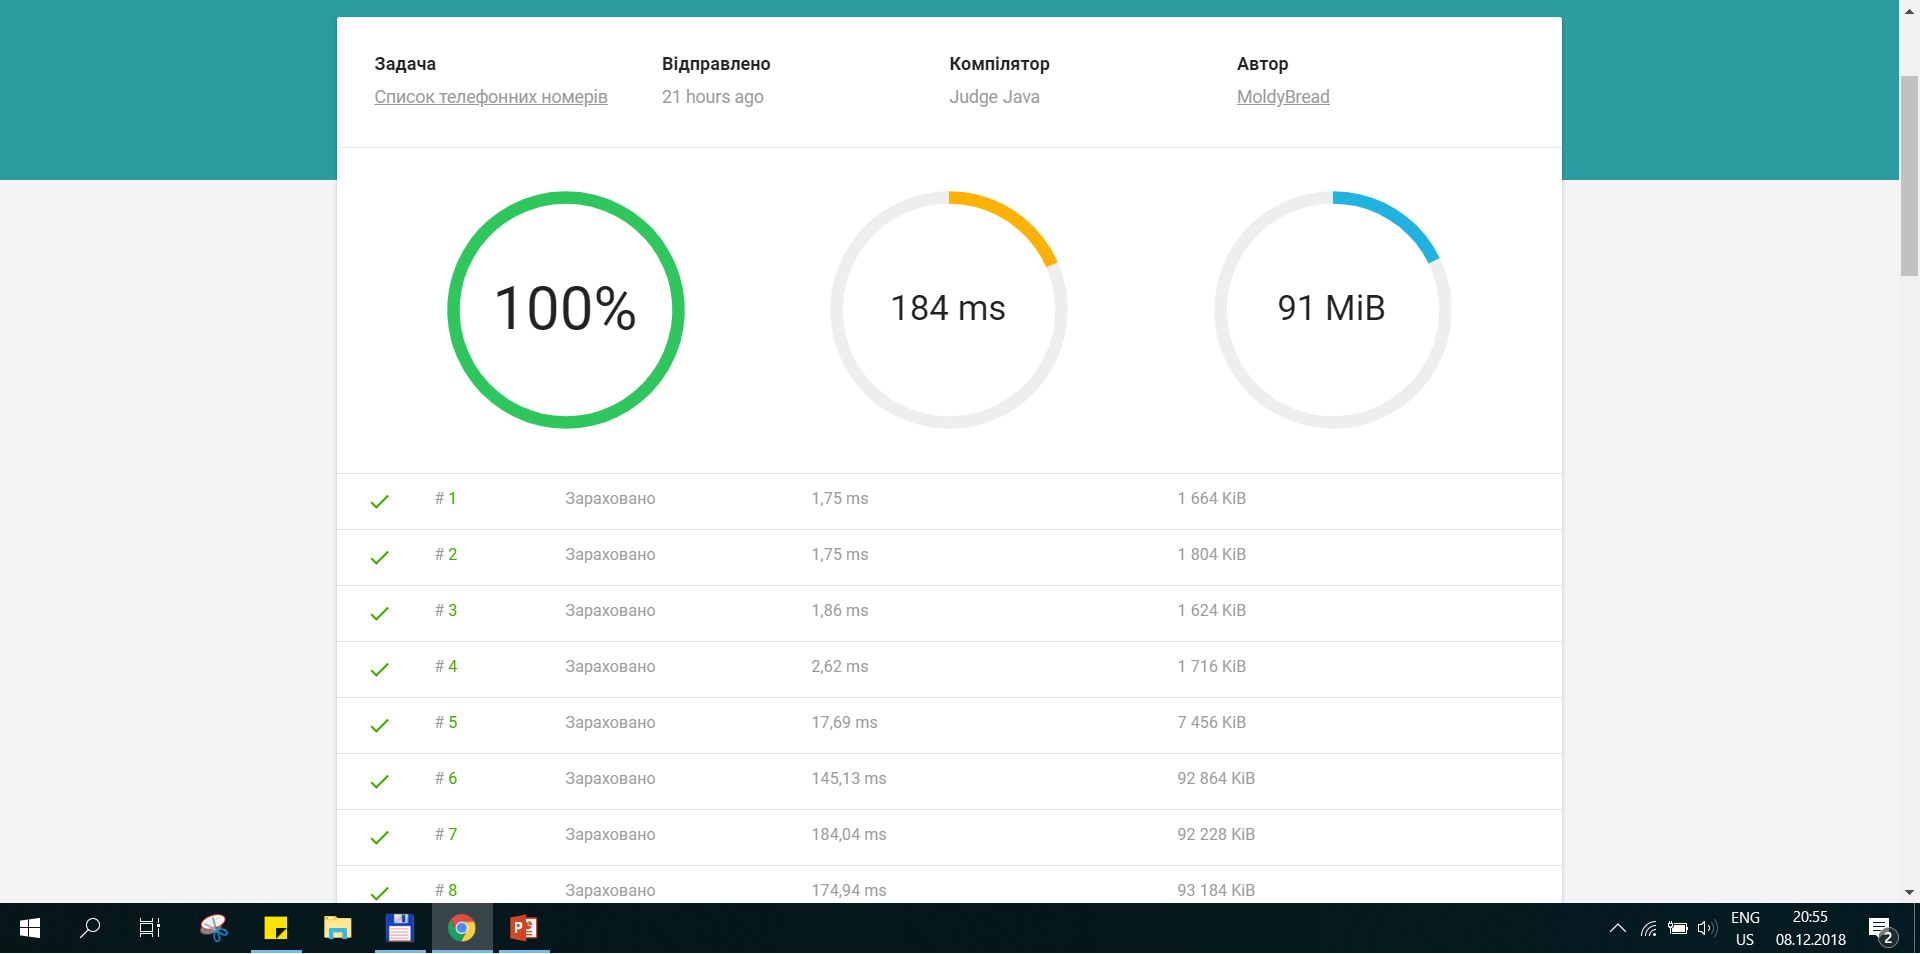 Задача Відправлено Компілятор Автор
Список телефонних номерів 21 hours ago Judge Java MoldyBread
100% 184 ms 91 MiB
# 1 Зараховано 1,75 ms 1 664 KiB
# 2 Зараховано 1,75 ms 1 804 KiB
# 3 Зараховано 1,86 ms 1 624 KiB
# 4 Зараховано 2,62 ms 1 716 KiB
# 5 Зараховано 17,69 ms 7 456 KiB
# 6 Зараховано 145,13 ms 92 864 KiB
# 7 Зараховано 184,04 ms 92 228 KiB
# 8 Зараховано 174,94 ms 93 184 KiB
ENG 20:55
US 08.12.2018 2